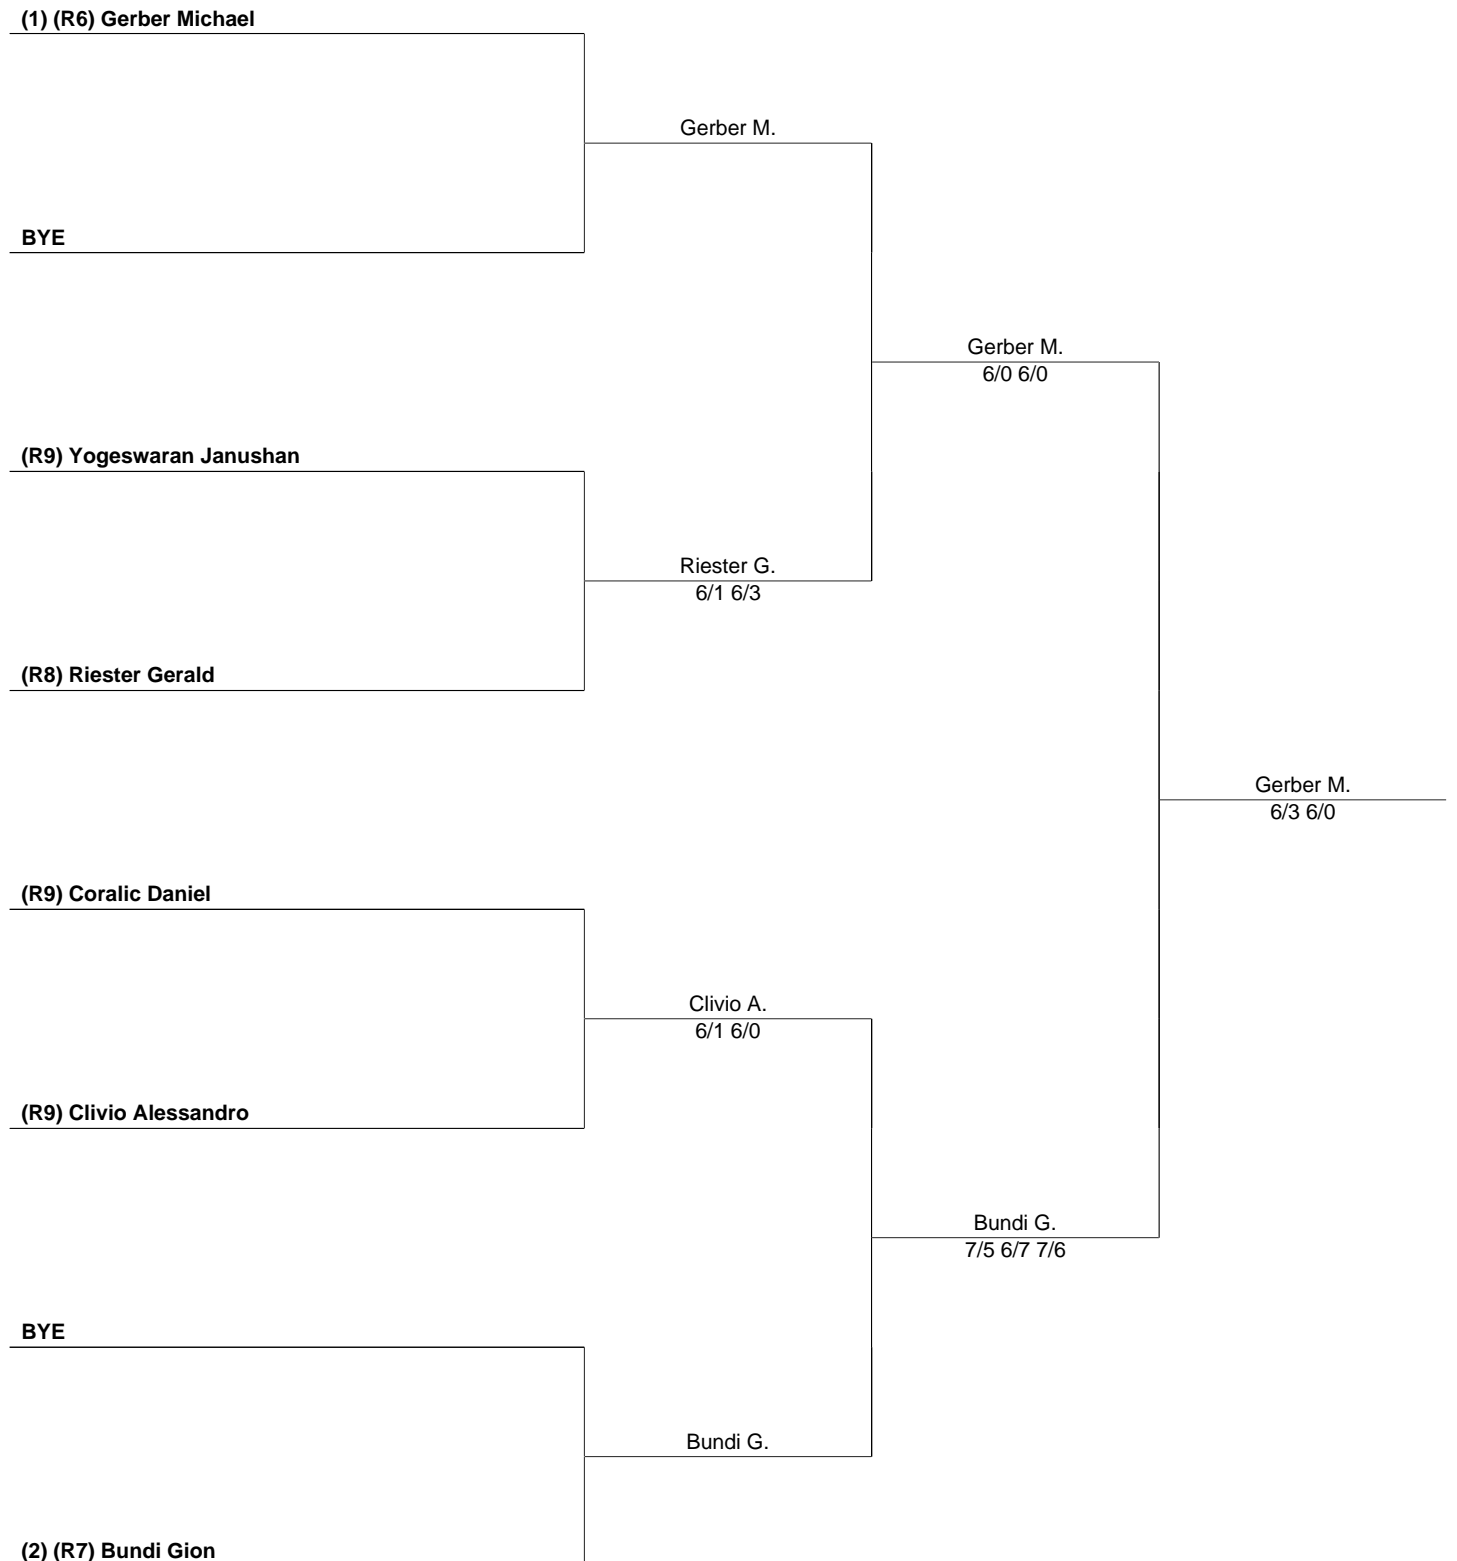 (1) (R6) Gerber Michael
Gerber M.
BYE
Gerber M.
6/0 6/0
(R9) Yogeswaran Janushan
Riester G.
6/1 6/3
(R8) Riester Gerald
Gerber M.
6/3 6/0
(R9) Coralic Daniel
Clivio A.
6/1 6/0
(R9) Clivio Alessandro
Bundi G.
7/5 6/7 7/6
BYE
Bundi G.
(2) (R7) Bundi Gion